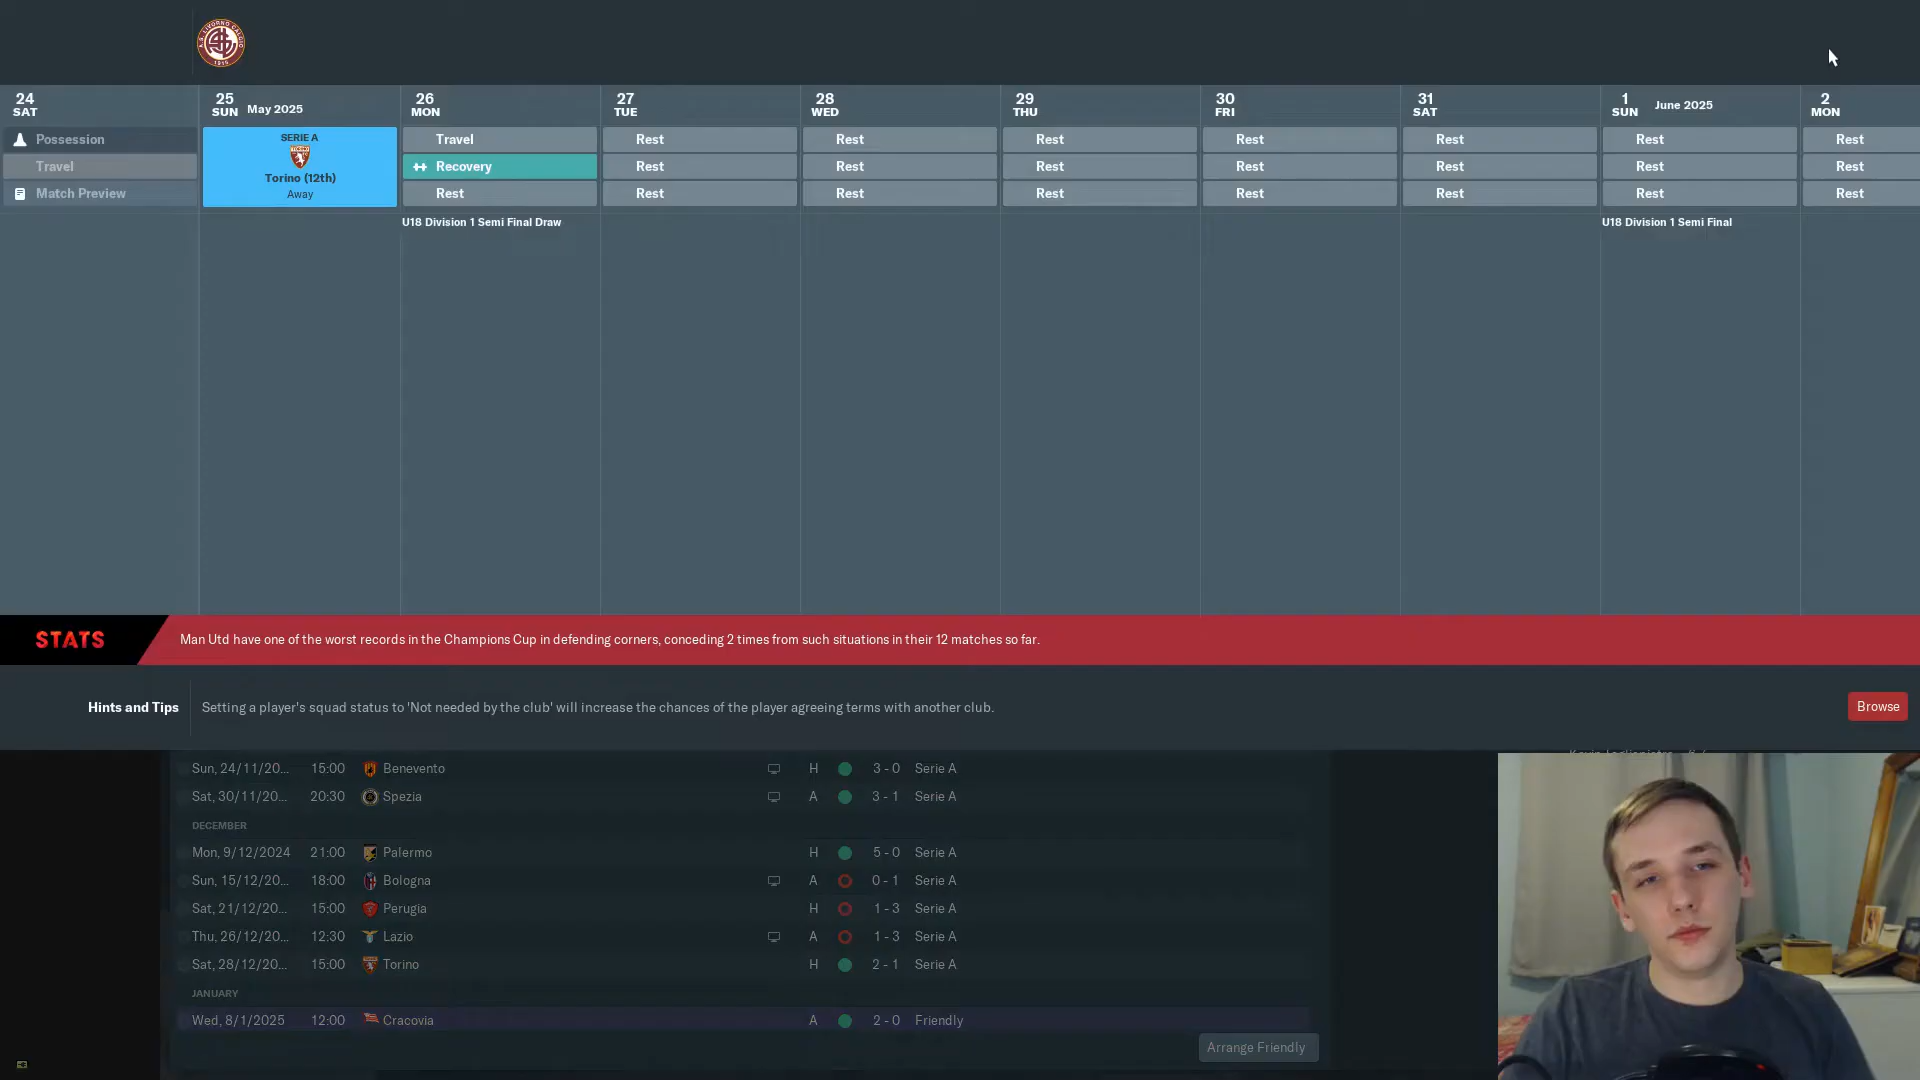 24
SAT
25
SUN May 2025
26
MON
27
TUE
28
WED
29
THU
30
FRI
31
SAT
1
SUN June 2025
2
MON
Possession
SERIE A
Travel
Rest
Rest
Rest
Rest
Rest
Rest
Rest
Travel
Torino (12th)
Recovery
Rest
Rest
Rest
Rest
Rest
Rest
Rest
Match Preview
Away
Rest
Rest
Rest
Rest
Rest
Rest
Rest
Rest
U18 Division 1 Semi Final Draw
U18 Division 1 Semi Final
STATS
Man Utd have one of the worst records in the Champions Cup in defending corners, conceding 2 times from such situations in their 12 matches so far.
Hints and Tips
Setting a player's squad status to 'Not needed by the club' will increase the chances of the player agreeing terms with another club.
Browse
Sun, 24/11/20... 15:00 Benevento H 3 - 0 Serie A
Sat, 30/11/20... 20:30 Spezia A 3 - 1 Serie A
DECEMBER
Mon, 9/12/2024 21:00 Palermo H 5 - 0 Serie A
Sun, 15/12/20... 18:00 Bologna A 0 - 1 Serie A
Sat, 21/12/20... 15:00 Perugia H 1 - 3 Serie A
Thu, 26/12/20... 12:30 Lazio A 1 - 3 Serie A
Sat, 28/12/20... 15:00 Torino H 2 - 1 Serie A
JANUARY
Wed, 8/1/2025 12:00 Cracovia A 2 - 0 Friendly
Arrange Friendly